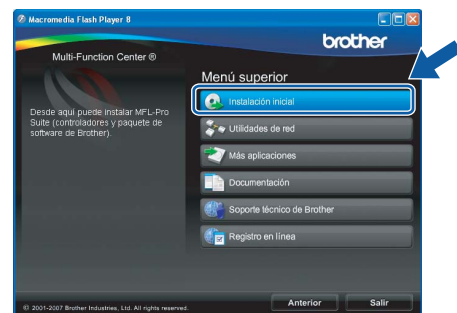 Macromedia Flash Player 8
brother
Multi-Function Center ®
Menú superior
Instalación inicial
Desde aquí puede instalar MFL-Pro
Suite (controladores y paquete de
software de Brother).
Utilidades de red
Más aplicaciones
Documentación
Soporte técnico de Brother
Registro en línea
© 2001-2007 Brother Industries, Ltd. All rights reserved.
Anterior
Salir